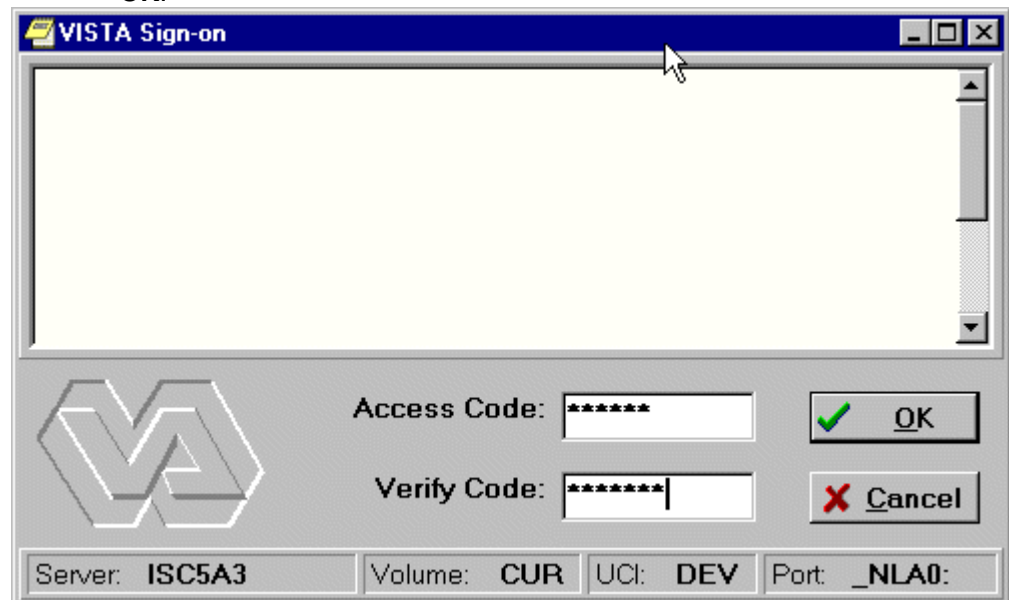 VISTA Sign-on
Access Code: ******
OK
Verify Code: *******
Cancel
Server: ISC5A3 Volume: CUR UCI: DEV Port: _NLA0: